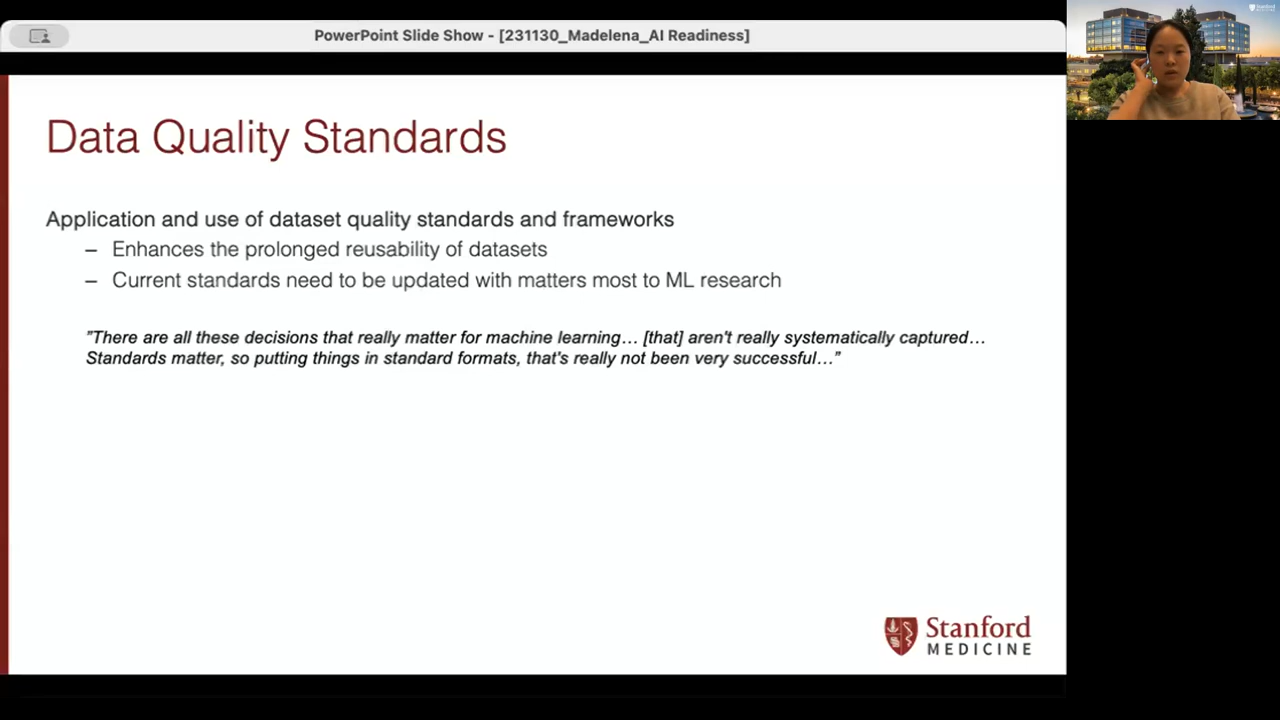 PowerPoint Slide Show - [231130_Madelena_AI Readiness]
Stanford
MEDICINE
Data Quality Standards
Application and use of dataset quality standards and frameworks
– Enhances the prolonged reusability of datasets
– Current standards need to be updated with matters most to ML research
"There are all these decisions that really matter for machine learning… [that] aren't really systematically captured…
Standards matter, so putting things in standard formats, that's really not been very successful…"
Stanford
MEDICINE